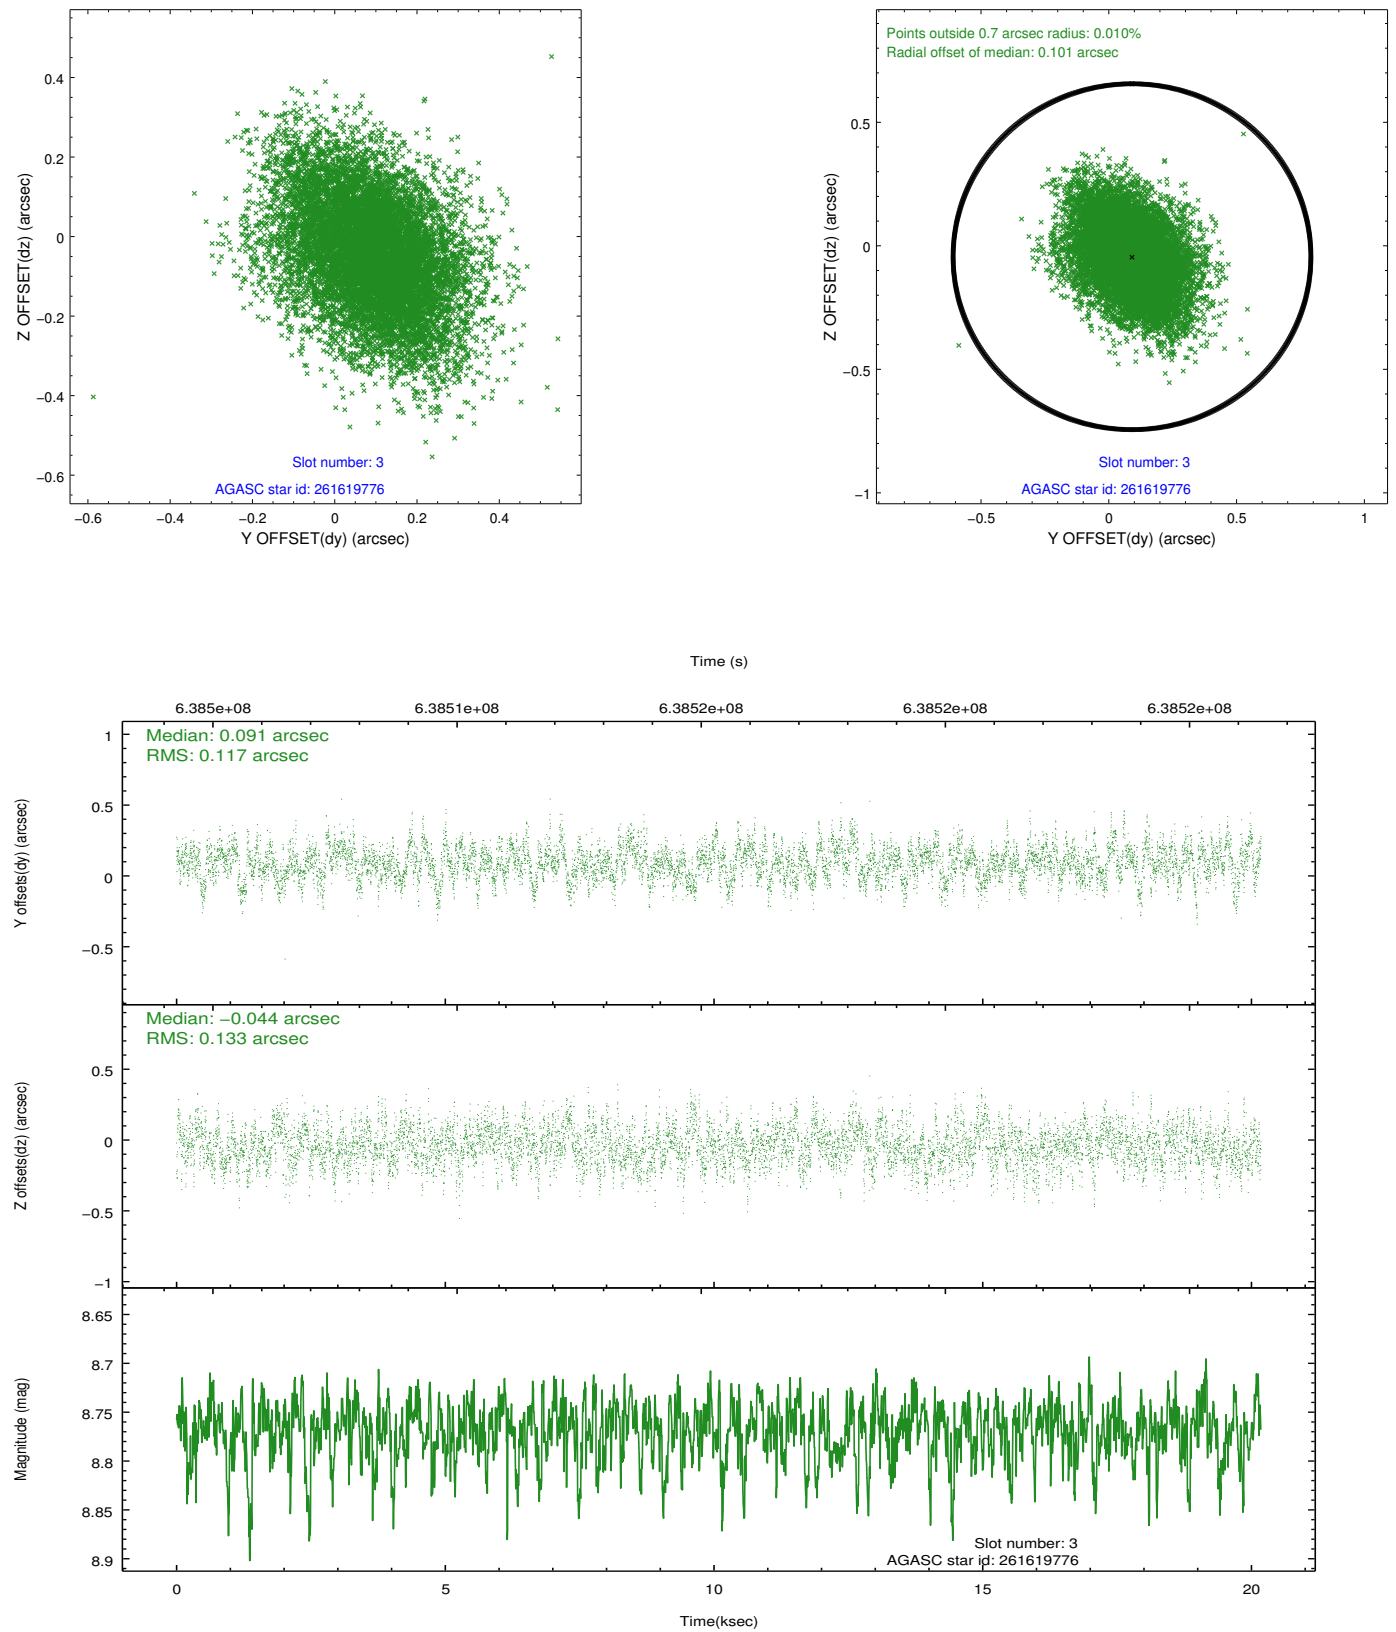 0.4
0.2
0
−0.2
−0.4
−0.6
Z OFFSET(dz) (arcsec)
Slot number: 3
AGASC star id: 261619776
−0.6 −0.4 −0.2 0 0.2 0.4
Y OFFSET(dy) (arcsec)
Points outside 0.7 arcsec radius: 0.010%
Radial offset of median: 0.101 arcsec
0.5
0
−0.5
−1
Z OFFSET(dz) (arcsec)
Slot number: 3
AGASC star id: 261619776
−0.5 0 0.5 1
Y OFFSET(dy) (arcsec)
Time (s)
6.385e+08 6.3851e+08 6.3852e+08 6.3852e+08 6.3852e+08
Median: 0.091 arcsec
RMS: 0.117 arcsec
1
0.5
0
−0.5
Y offsets(dy) (arcsec)
Median: −0.044 arcsec
RMS: 0.133 arcsec
0.5
0
−0.5
−1
Z offsets(dz) (arcsec)
8.65
8.7
8.75
8.8
8.85
8.9
Magnitude (mag)
Slot number: 3
AGASC star id: 261619776
0 5 10 15 20
Time(ksec)